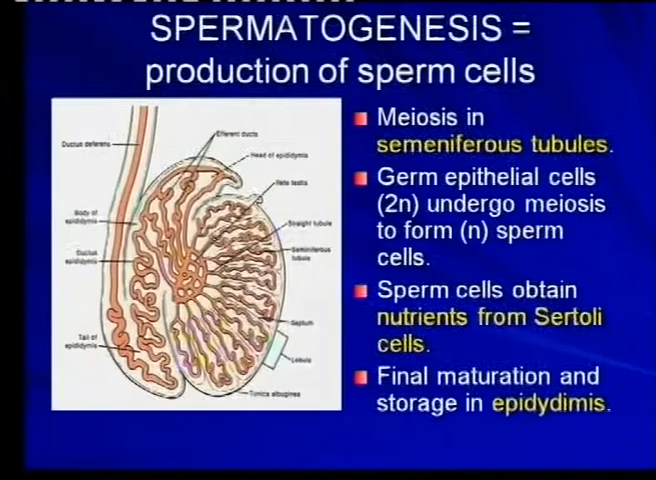 SPERMATOGENESIS =
production of sperm cells
Meiosis in
semeniferous tubules.
Germ epithelial cells
(2n) undergo meiosis
to form (n) sperm
cells.
Sperm cells obtain
nutrients from Sertoli
cells.
Final maturation and
storage in epidydimis.
Ductus deferens
Efferent ducts
Head of epididymis
Rete testis
Body of
epididymis
Straight tubule
Seminiferous
tubule
Ductus
epididymis
Septum
Tail of
epididymis
Lobule
Tunica albuginea